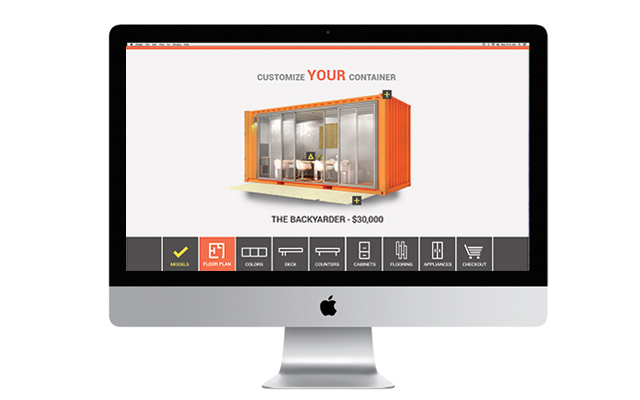 CUSTOMIZE YOUR CONTAINER
THE BACKYARDER - $30,000
MODELS FLOOR PLAN COLORS DECK COUNTERS CABINETS FLOORING APPLIANCES CHECKOUT